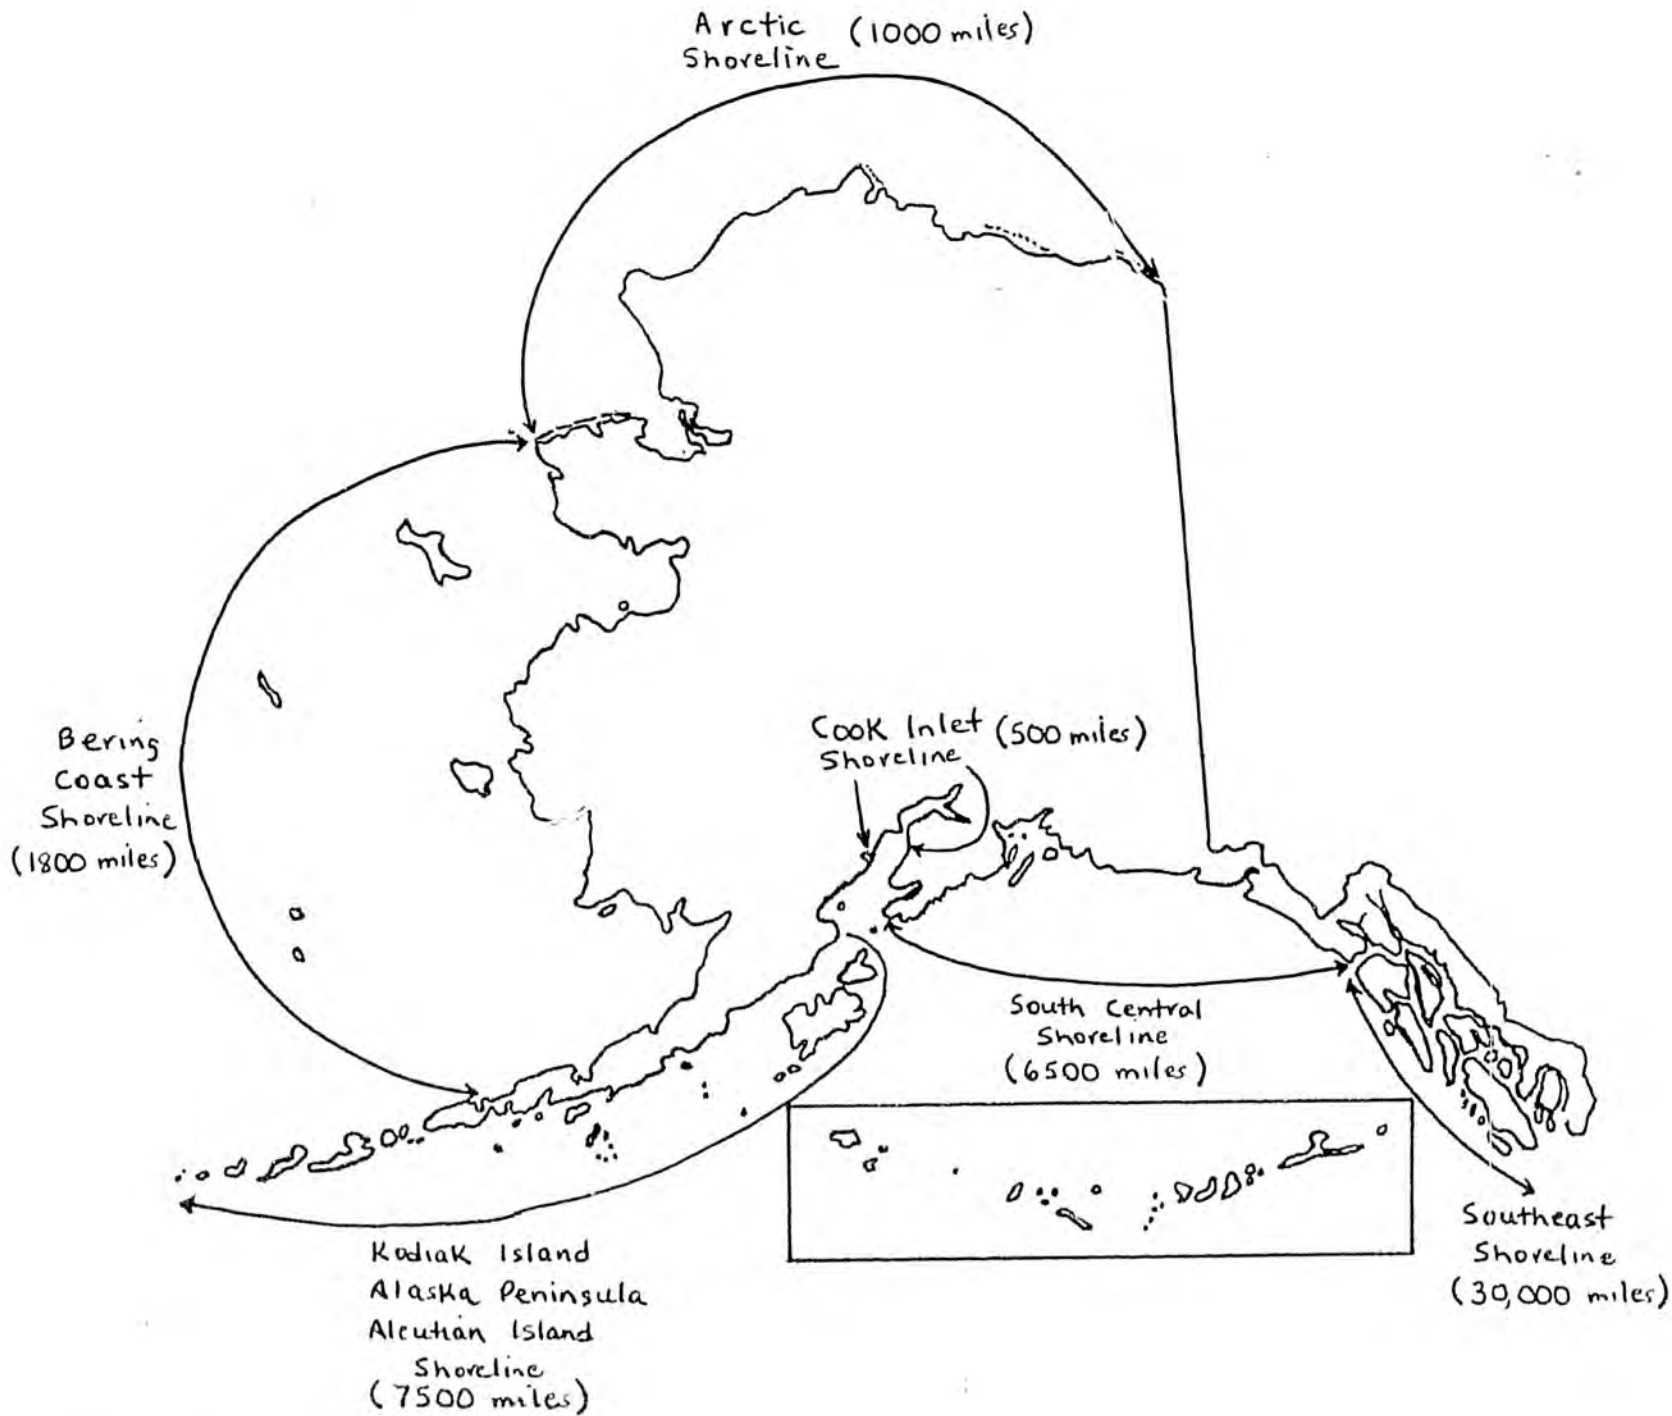 Arctic (1000 miles)
Shoreline
Cook Inlet (500 miles)
Shoreline
Bering
Coast
Shoreline
(1800 miles)
South Central
Shoreline
(6500 miles)
Southeast
Shoreline
(30,000 miles)
Kodiak Island
Alaska Peninsula
Aleutian Island
Shoreline
(7500 miles)